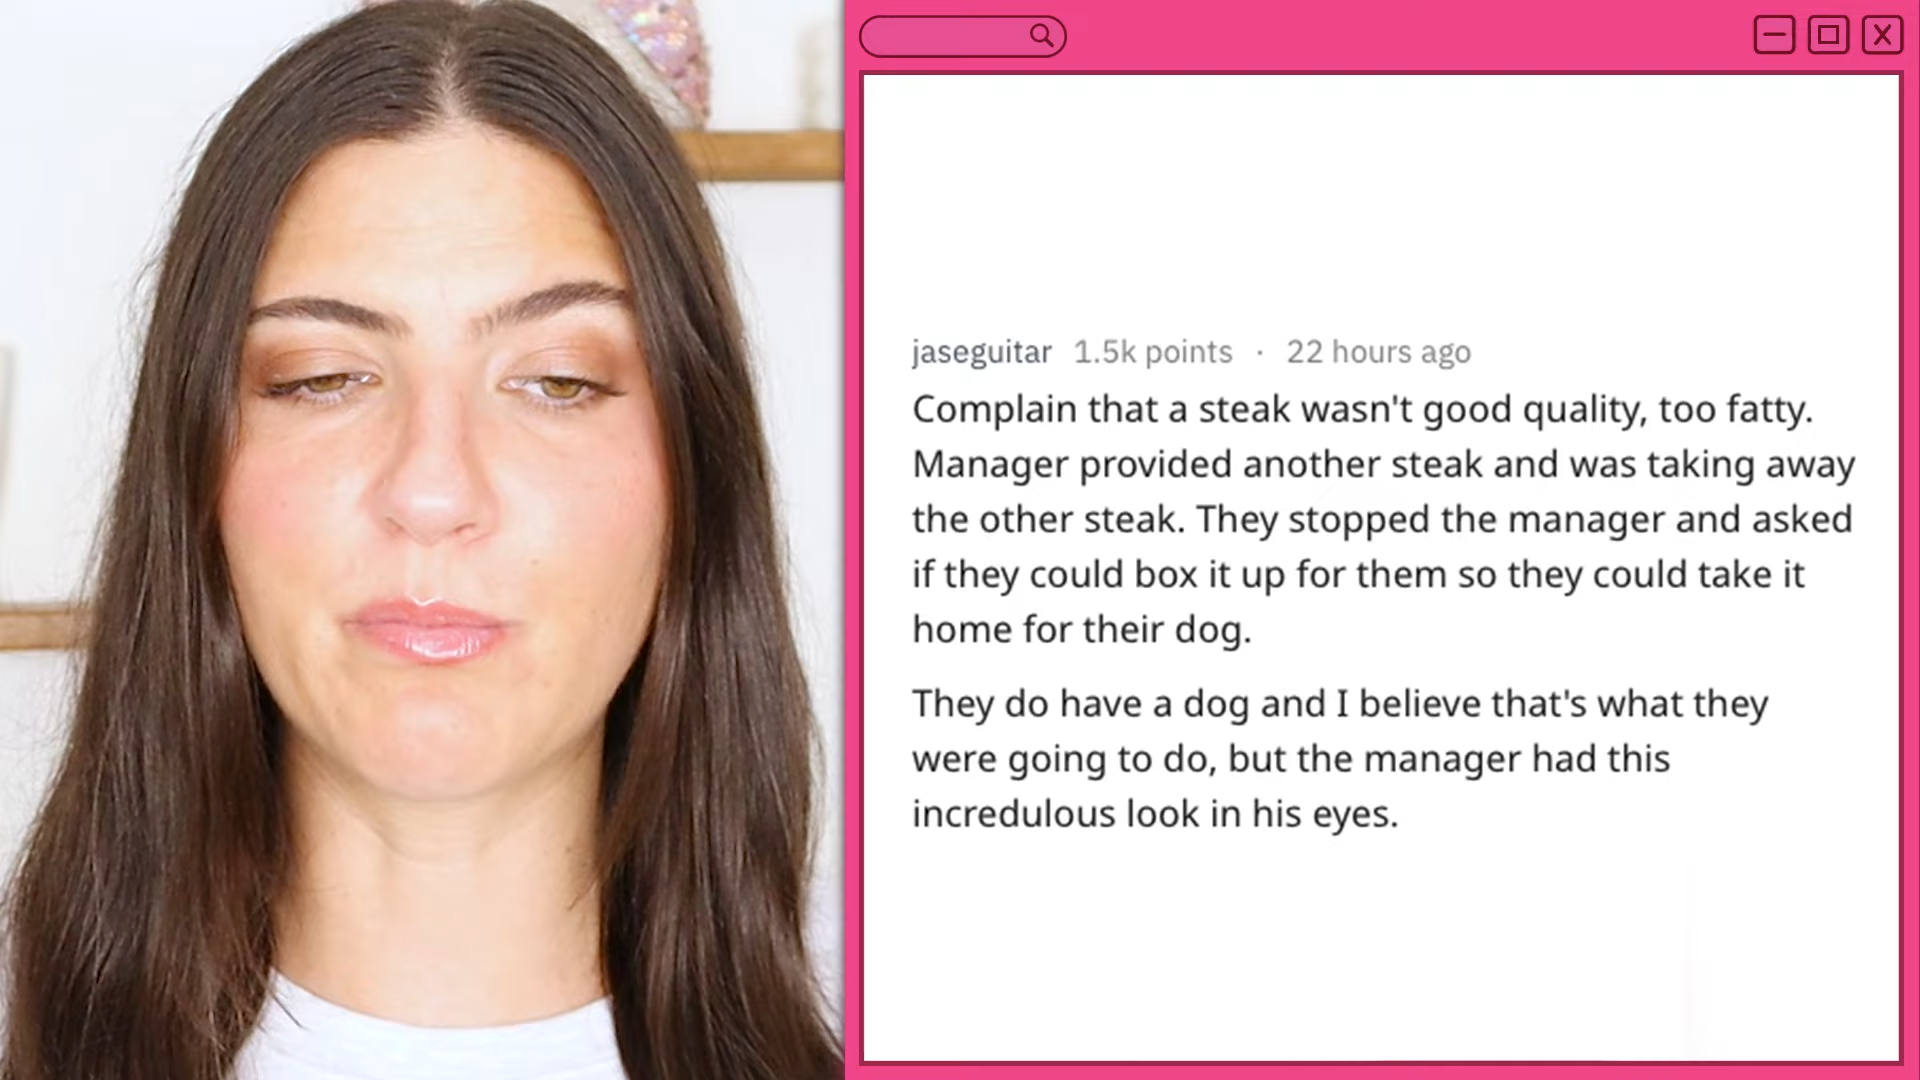 jaseguitar 1.5k points · 22 hours ago
Complain that a steak wasn't good quality, too fatty.
Manager provided another steak and was taking away
the other steak. They stopped the manager and asked
if they could box it up for them so they could take it
home for their dog.
They do have a dog and I believe that's what they
were going to do, but the manager had this
incredulous look in his eyes.